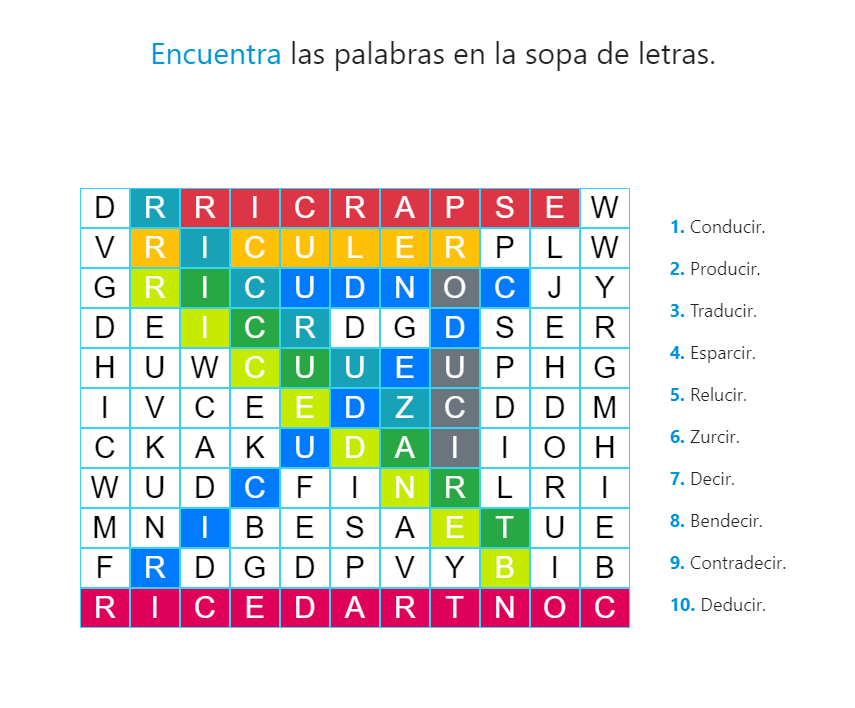 Encuentra las palabras en la sopa de letras.
D R R I C R A P S E W
V R I C U L E R P L W
G R I C U D N O C J Y
D E I C R D G D S E R
H U W C U U E U P H G
I V C E E D Z C D D M
C K A K U D A I I O H
W U D C F I N R L R I
M N I B E S A E T U E
F R D G D P V Y B I B
R I C E D A R T N O C
1. Conducir.
2. Producir.
3. Traducir.
4. Esparcir.
5. Relucir.
6. Zurcir.
7. Decir.
8. Bendecir.
9. Contradecir.
10. Deducir.